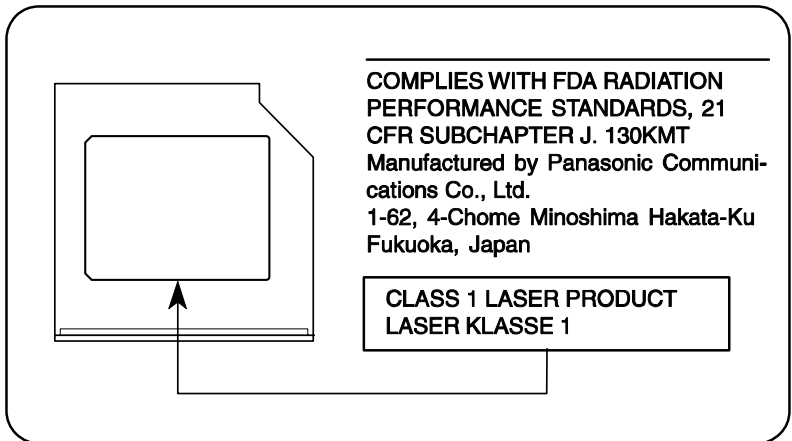 COMPLIES WITH FDA RADIATION
PERFORMANCE STANDARDS, 21
CFR SUBCHAPTER J. 130KMT
Manufactured by Panasonic Communi-
cations Co., Ltd.
1-62, 4-Chome Minoshima Hakata-Ku
Fukuoka, Japan
CLASS 1 LASER PRODUCT
LASER KLASSE 1